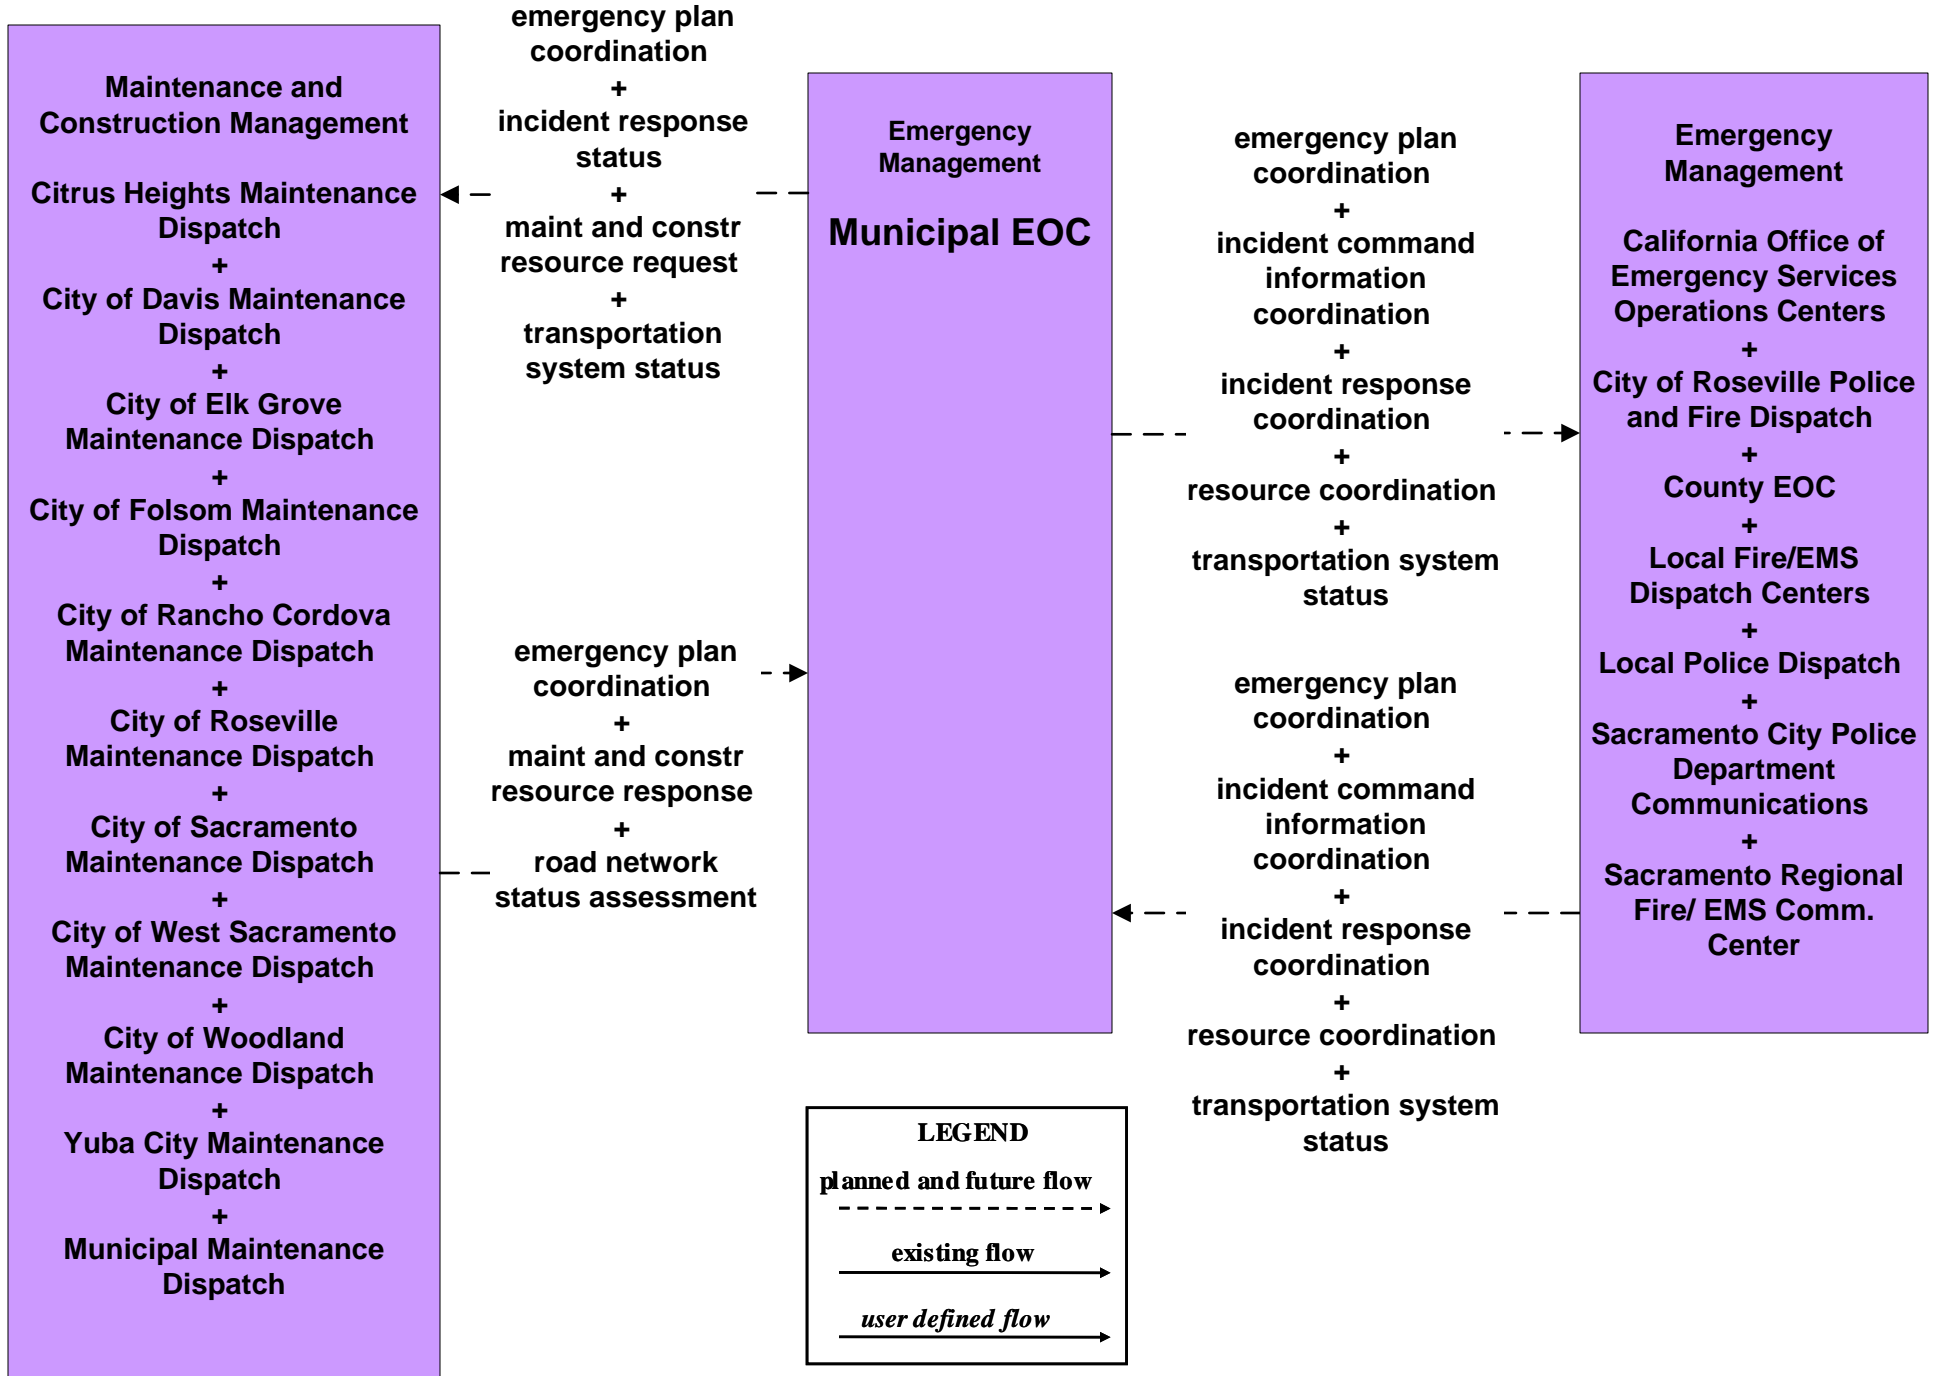 Maintenance and
Construction Management
Citrus Heights Maintenance
Dispatch
+
City of Davis Maintenance
Dispatch
+
City of Elk Grove
Maintenance Dispatch
+
City of Folsom Maintenance
Dispatch
+
City of Rancho Cordova
Maintenance Dispatch
+
City of Roseville
Maintenance Dispatch
+
City of Sacramento
Maintenance Dispatch
+
City of West Sacramento
Maintenance Dispatch
+
City of Woodland
Maintenance Dispatch
+
Yuba City Maintenance
Dispatch
+
Municipal Maintenance
Dispatch
emergency plan
coordination
+
incident response
status
+
maint and constr
resource request
+
transportation
system status
emergency plan
coordination
+
maint and constr
resource response
+
road network
status assessment
Emergency
Management
Municipal EOC
emergency plan
coordination
+
incident command
information
coordination
+
incident response
coordination
+
resource coordination
+
transportation system
status
emergency plan
coordination
+
incident command
information
coordination
+
incident response
coordination
+
resource coordination
+
transportation system
status
Emergency
Management
California Office of
Emergency Services
Operations Centers
+
City of Roseville Police
and Fire Dispatch
+
County EOC
+
Local Fire/EMS
Dispatch Centers
+
Local Police Dispatch
+
Sacramento City Police
Department
Communications
+
Sacramento Regional
Fire/ EMS Comm.
Center
LEGEND
planned and future flow
existing flow
user defined flow